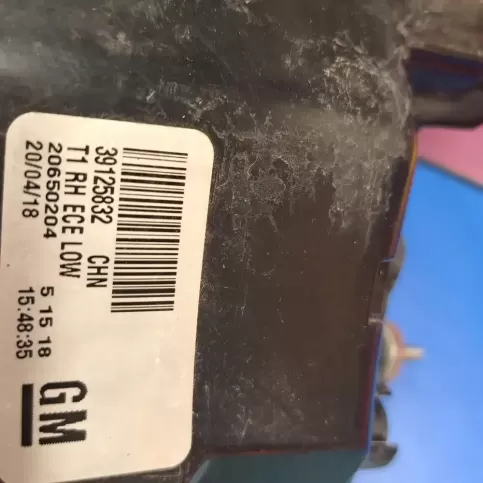 39125832 CHN
T1 RH ECE LOW
20650204 5 15 18
20/04/18 15:48:35
GM